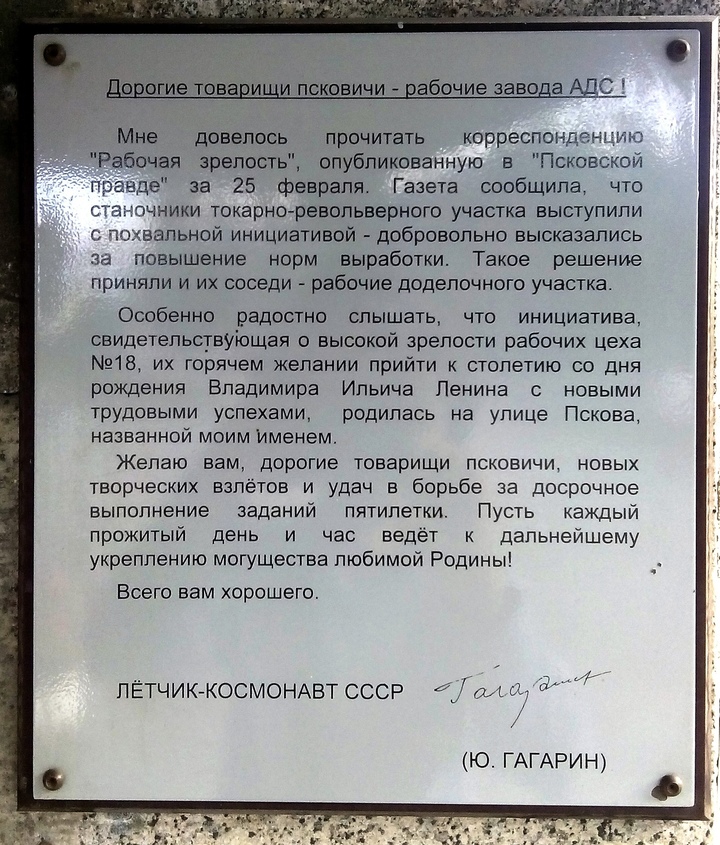 Дорогие товарищи псковичи - рабочие завода АДС !
Мне довелось прочитать корреспонденцию
"Рабочая зрелость", опубликованную в "Псковской
правде" за 25 февраля. Газета сообщила, что
станочники токарно-револьверного участка выступили
с похвальной инициативой - добровольно высказались
за повышение норм выработки. Такое решение
приняли и их соседи - рабочие доделочного участка.
Особенно радостно слышать, что инициатива,
свидетельствующая о высокой зрелости рабочих цеха
№18, их горячем желании прийти к столетию со дня
рождения Владимира Ильича Ленина с новыми
трудовыми успехами, родилась на улице Пскова,
названной моим именем.
Желаю вам, дорогие товарищи псковичи, новых
творческих взлётов и удач в борьбе за досрочное
выполнение заданий пятилетки. Пусть каждый
прожитый день и час ведёт к дальнейшему
укреплению могущества любимой Родины!
Всего вам хорошего.
ЛЁТЧИК-КОСМОНАВТ СССР Гагарин
(Ю. ГАГАРИН)